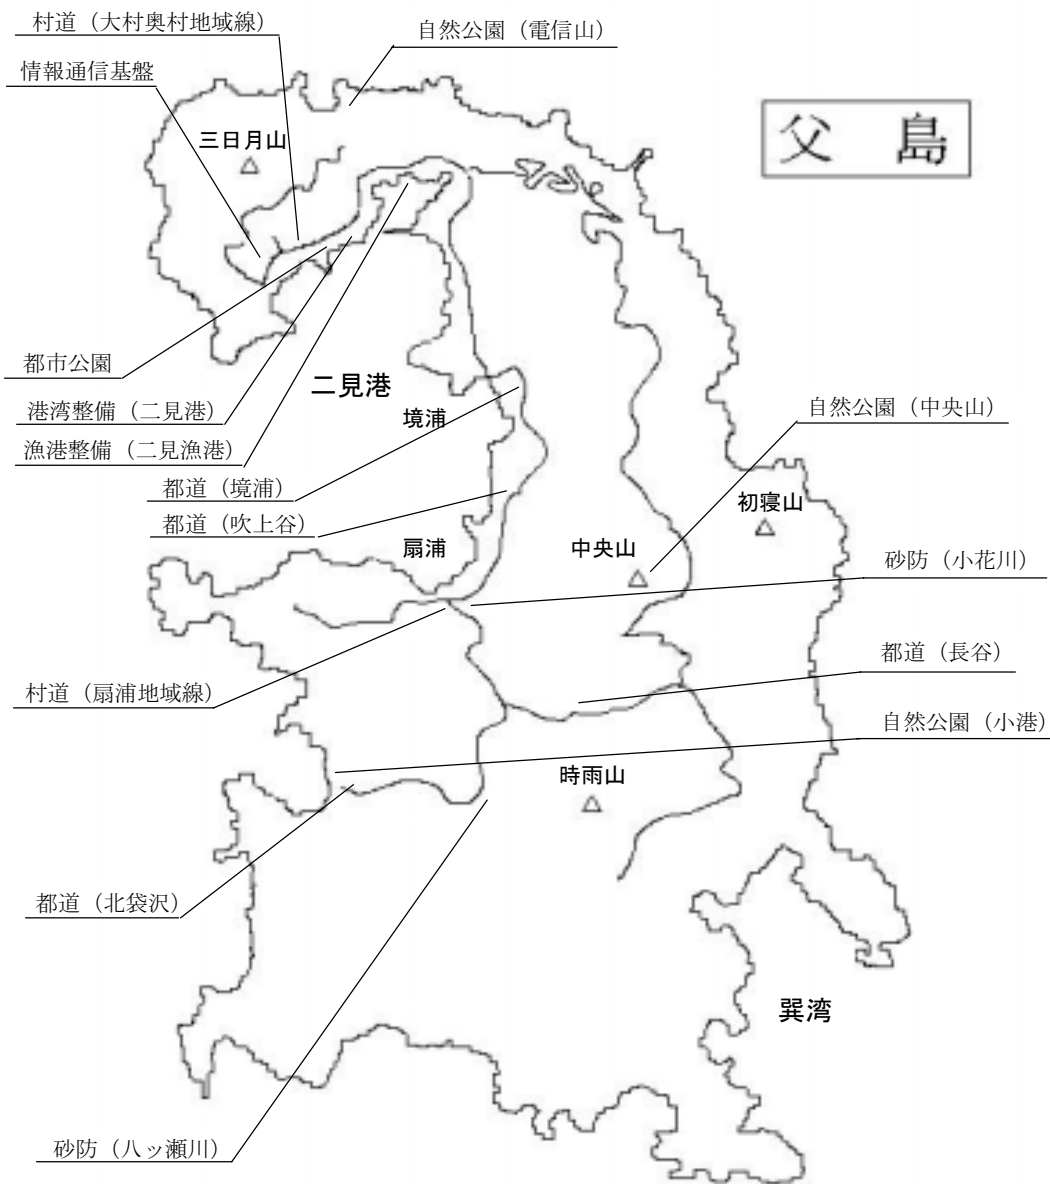 村道（大村奥村地域線）
自然公園（電信山）
情報通信基盤
父島
三日月山
都市公園
二見港
港湾整備（二見港）
境浦
自然公園（中央山）
漁港整備（二見漁港）
都道（境浦）
初寝山
都道（吹上谷）
扇浦
中央山
砂防（小花川）
都道（長谷）
村道（扇浦地域線）
自然公園（小港）
時雨山
都道（北袋沢）
巽湾
砂防（八ッ瀬川）